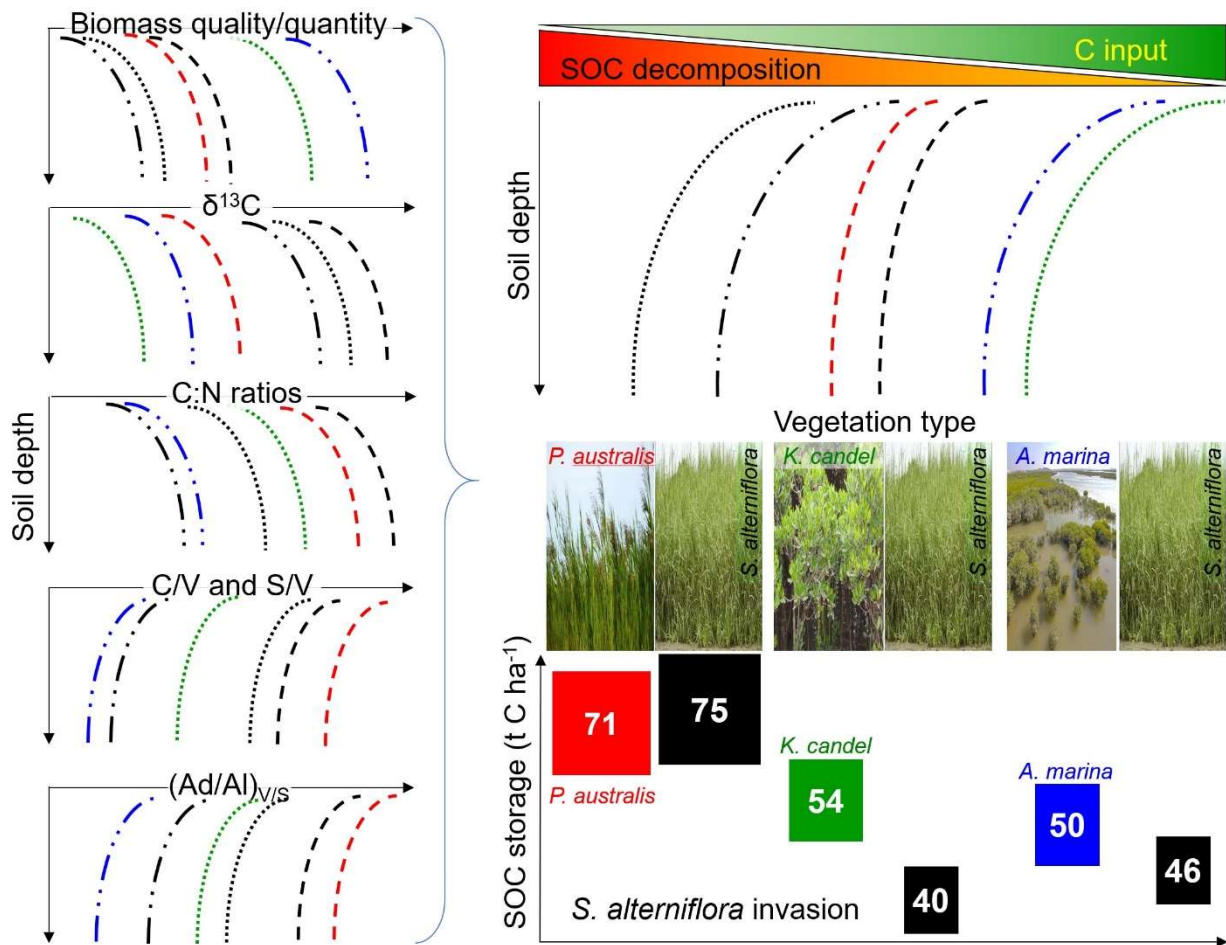 Biomass quality/quantity
δ¹³C
C:N ratios
Soil depth
C/V and S/V
(Ad/Al)V/S
C input
SOC decomposition
Soil depth
Vegetation type
P. australis
S. alterniflora
K. candel
S. alterniflora
A. marina
S. alterniflora
SOC storage (t C ha⁻¹)
71
75
P. australis
K. candel
54
40
A. marina
50
46
S. alterniflora invasion